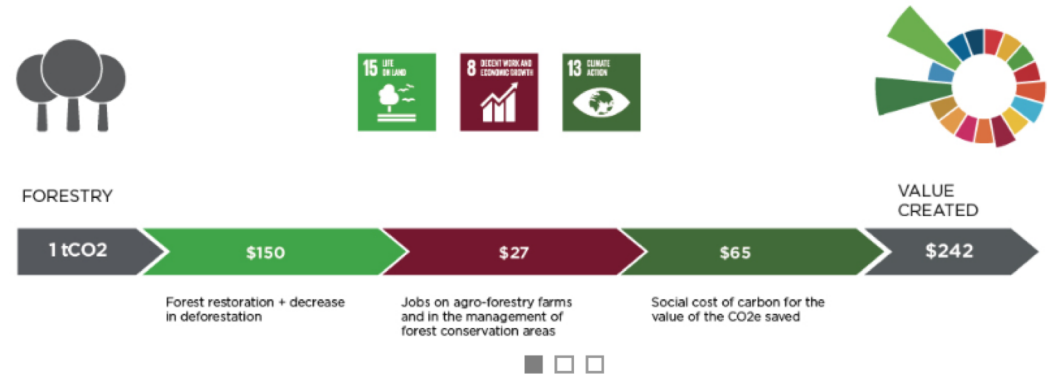 15 LIFE
ON LAND
8 DECENT WORK AND
ECONOMIC GROWTH
13 CLIMATE
ACTION
FORESTRY
VALUE
CREATED
1 tCO2
$150
$27
$65
$242
Forest restoration + decrease
in deforestation
Jobs on agro-forestry farms
and in the management of
forest conservation areas
Social cost of carbon for the
value of the CO2e saved